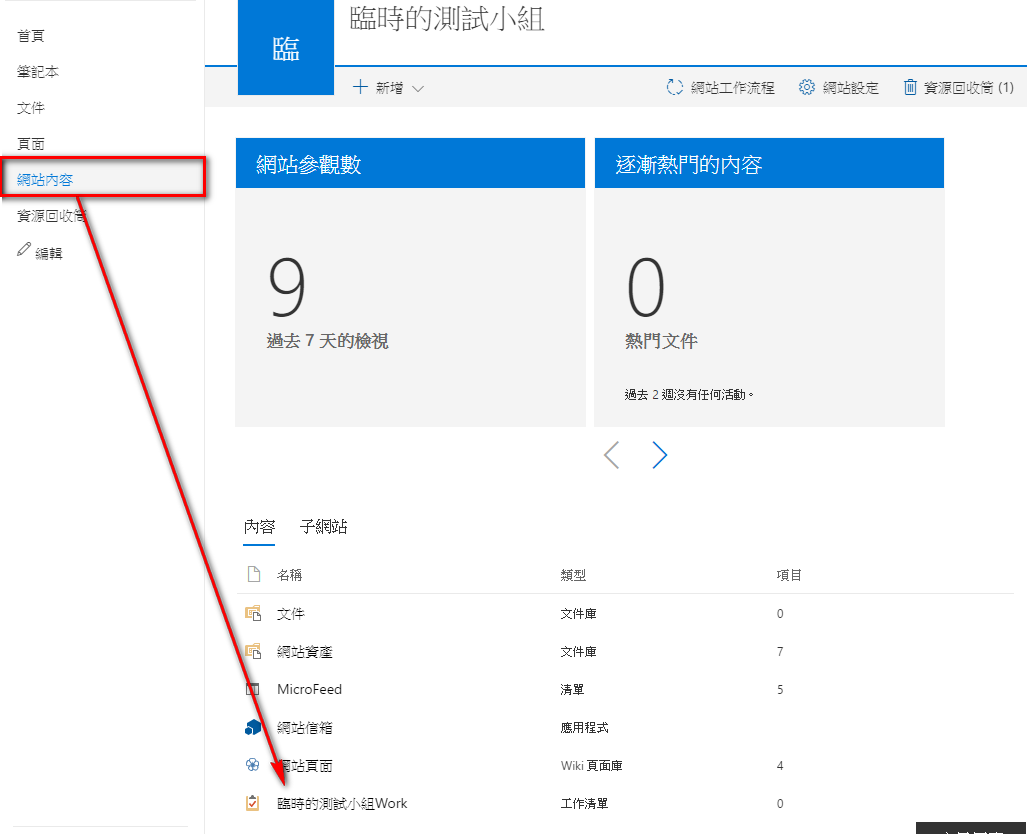 首頁
筆記本
文件
頁面
網站內容
資源回收筒
編輯
臨
臨時的測試小組
新增
網站工作流程
網站設定
資源回收筒 (1)
網站參觀數
9
過去 7 天的檢視
逐漸熱門的內容
0
熱門文件
過去 2 週沒有任何活動。
內容 子網站
名稱 類型 項目
文件 文件庫 0
網站資產 文件庫 7
MicroFeed 清單 5
網站信箱 應用程式
網站頁面 Wiki 頁面庫 4
臨時的測試小組Work 工作清單 0